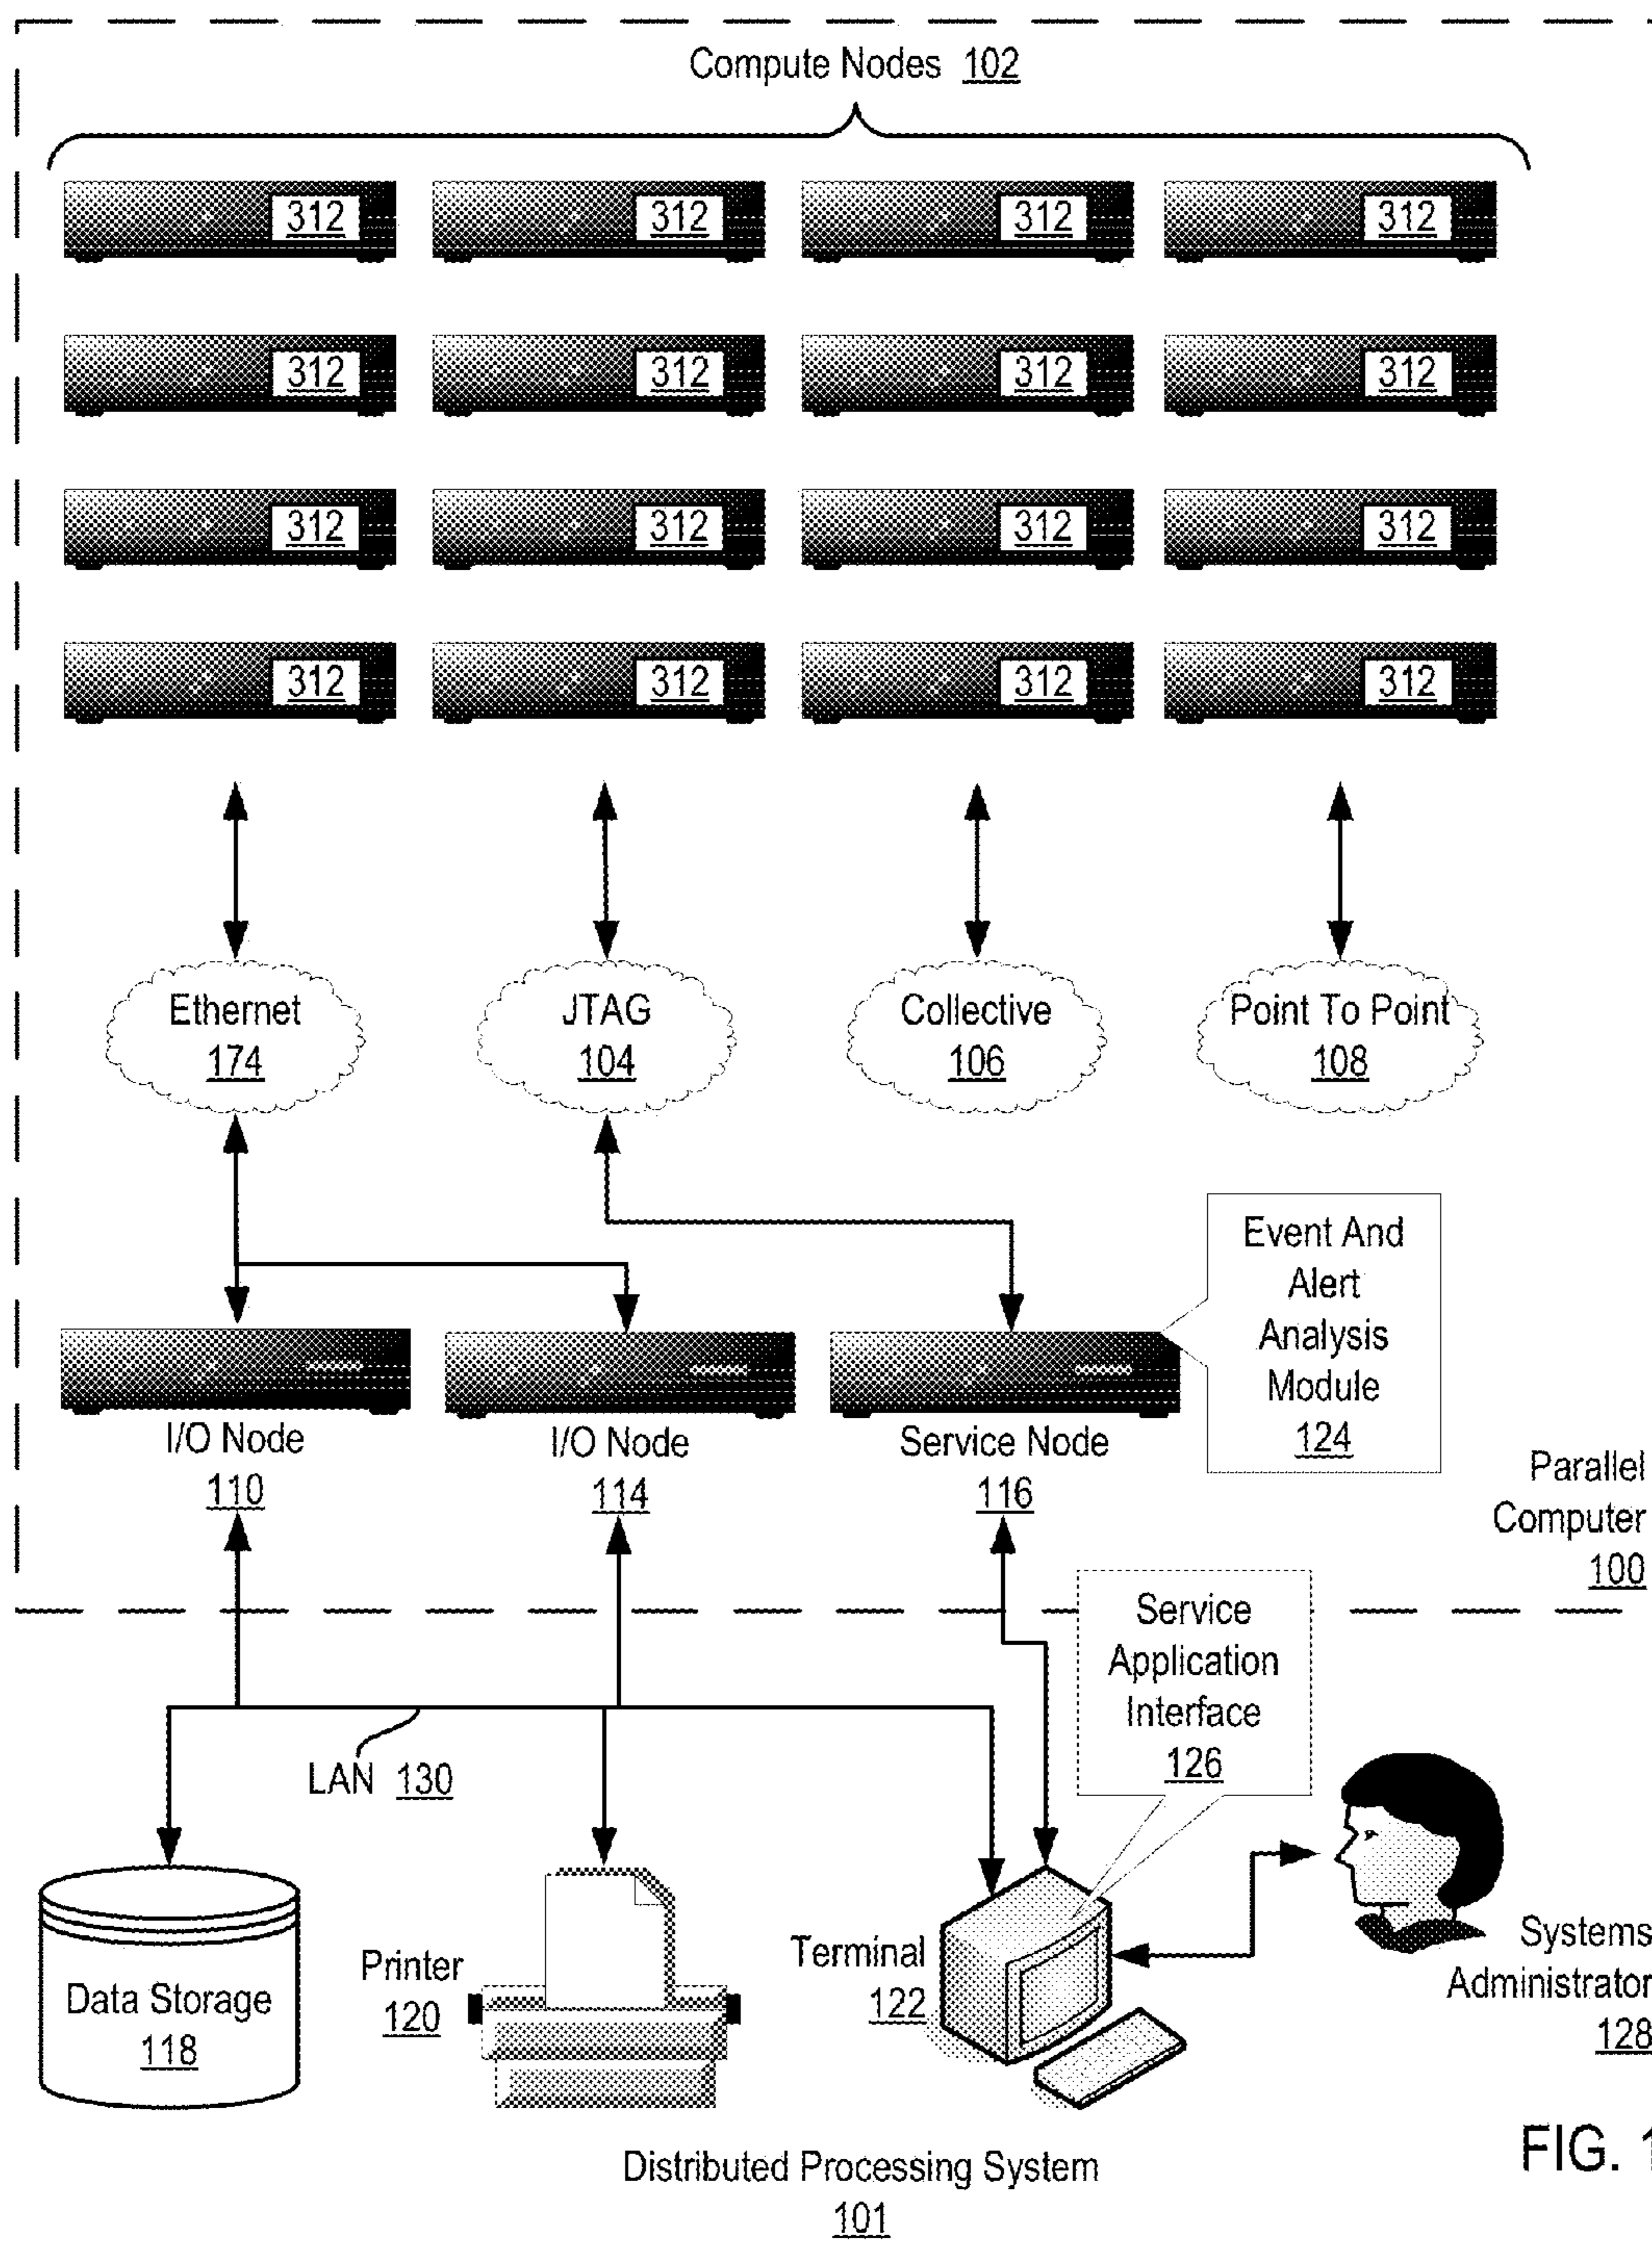 Compute Nodes 102
312 312 312 312
312 312 312 312
312 312 312 312
312 312 312 312
Ethernet
174
JTAG
104
Collective
106
Point To Point
108
Event And
Alert
Analysis
Module
124
I/O Node
110
I/O Node
114
Service Node
116
Parallel
Computer
100
Service
Application
Interface
126
LAN 130
Data Storage
118
Printer
120
Terminal
122
Systems
Administrator
128
Distributed Processing System
101
FIG. 1